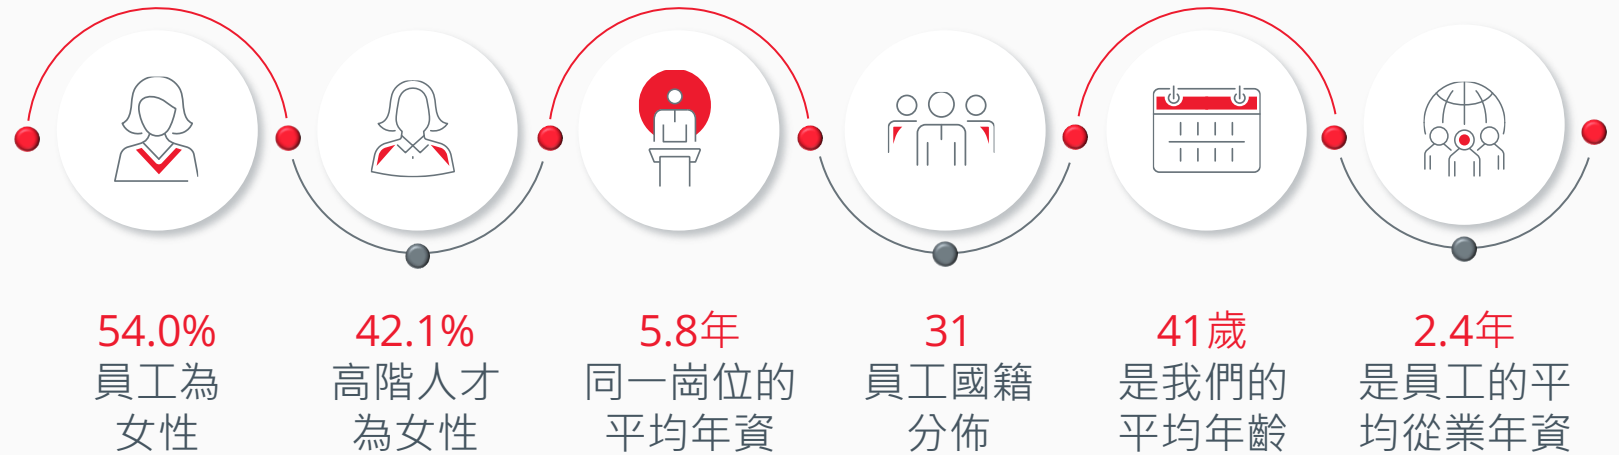 54.0%
員工為
女性
42.1%
高階人才
為女性
5.8年
同一崗位的
平均年資
31
員工國籍
分佈
41歲
是我們的
平均年齡
2.4年
是員工的平
均從業年資